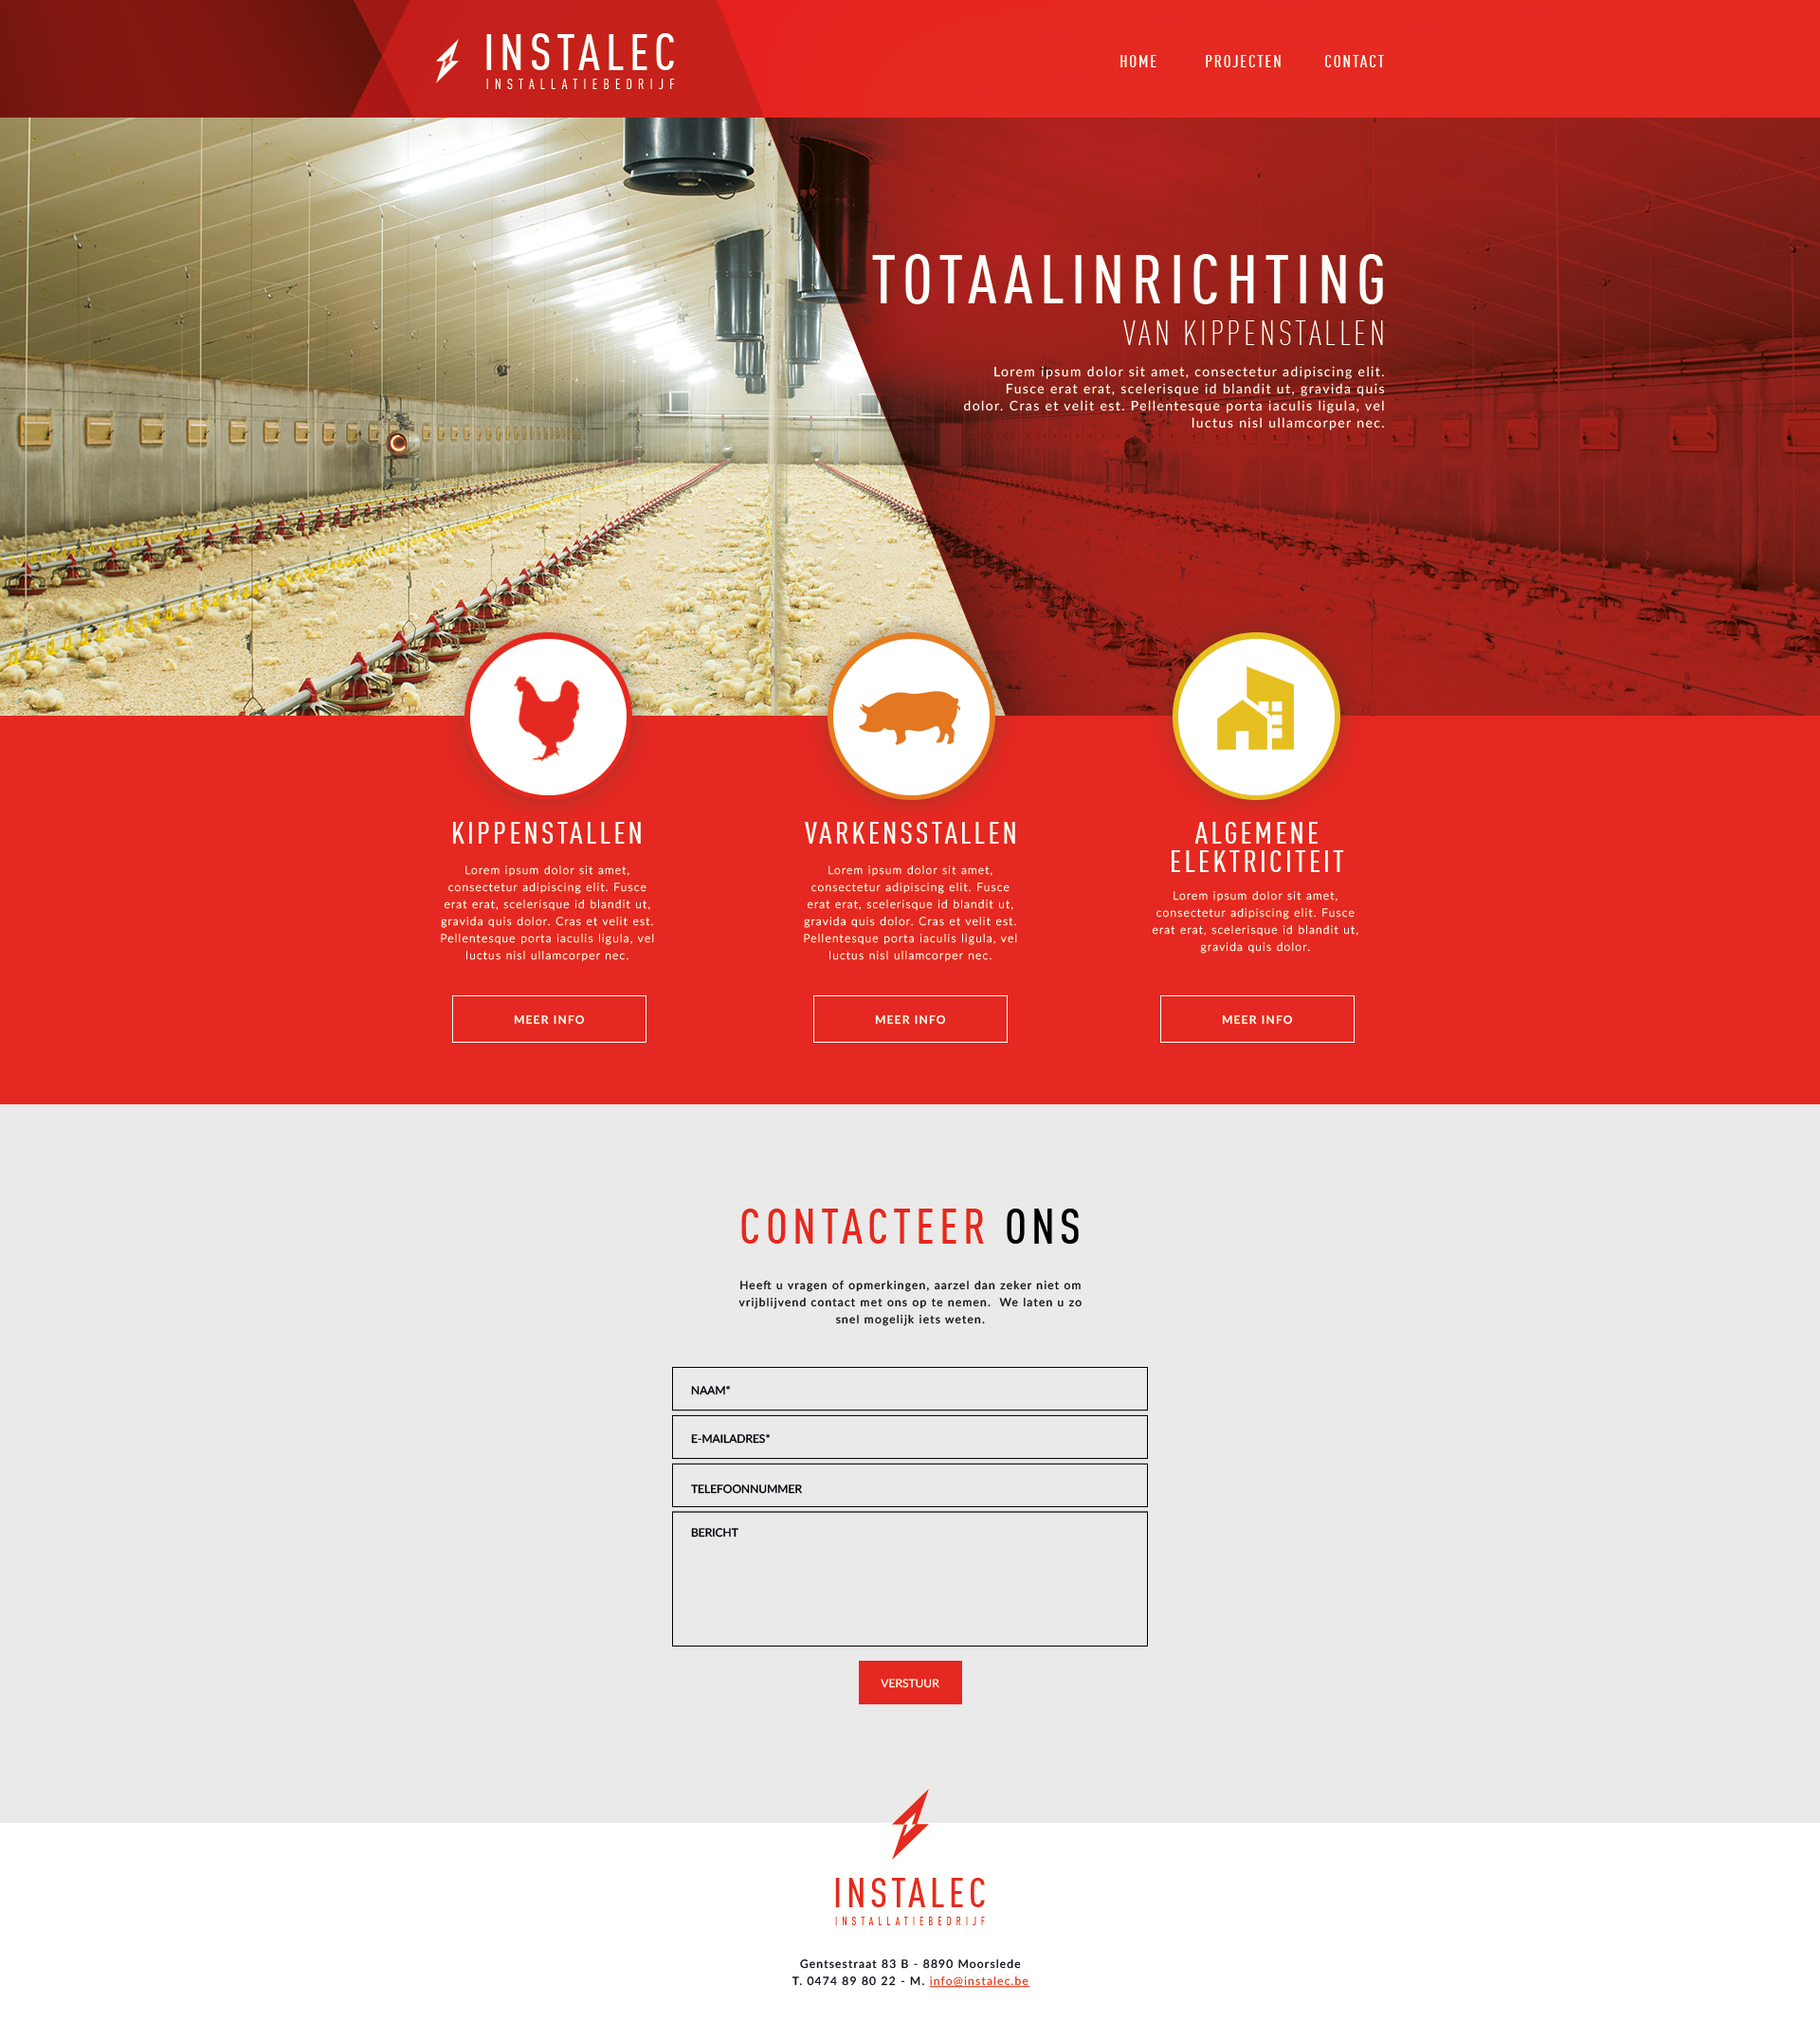 INSTALEC
INSTALLATIEBEDRIJF
HOME PROJECTEN CONTACT
TOTAALINRICHTING
VAN KIPPENSTALLEN
Lorem ipsum dolor sit amet, consectetur adipiscing elit.
Fusce erat erat, scelerisque id blandit ut, gravida quis
dolor. Cras et velit est. Pellentesque porta iaculis ligula, vel
luctus nisl ullamcorper nec.
KIPPENSTALLEN
Lorem ipsum dolor sit amet,
consectetur adipiscing elit. Fusce
erat erat, scelerisque id blandit ut,
gravida quis dolor. Cras et velit est.
Pellentesque porta iaculis ligula, vel
luctus nisl ullamcorper nec.
MEER INFO
VARKENSSTALLEN
Lorem ipsum dolor sit amet,
consectetur adipiscing elit. Fusce
erat erat, scelerisque id blandit ut,
gravida quis dolor. Cras et velit est.
Pellentesque porta iaculis ligula, vel
luctus nisl ullamcorper nec.
MEER INFO
ALGEMENE
ELEKTRICITEIT
Lorem ipsum dolor sit amet,
consectetur adipiscing elit. Fusce
erat erat, scelerisque id blandit ut,
gravida quis dolor.
MEER INFO
CONTACTEER ONS
Heeft u vragen of opmerkingen, aarzel dan zeker niet om
vrijblijvend contact met ons op te nemen. We laten u zo
snel mogelijk iets weten.
NAAM*
E-MAILADRES*
TELEFOONNUMMER
BERICHT
VERSTUUR
INSTALEC
INSTALLATIEBEDRIJF
Gentsestraat 83 B - 8890 Moorslede
T. 0474 89 80 22 - M. info@instalec.be